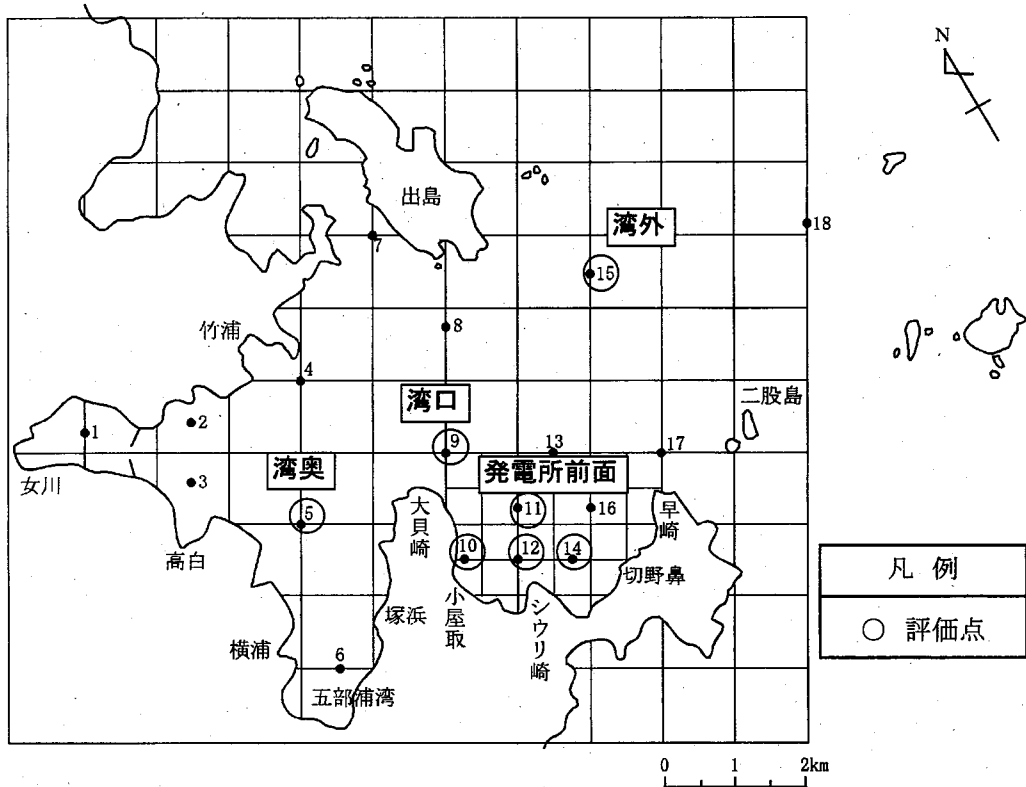 N
出島
湾外
18
7
15
竹浦
8
4
湾口
二股島
1
2
9
13
17
女川
3
湾奥
発電所前面
5
大貝崎
11
16
早崎
高白
10
12
14
切野鼻
凡例
小屋取
シウリ崎
塚浜
○ 評価点
横浦
6
五部浦湾
0 1 2km